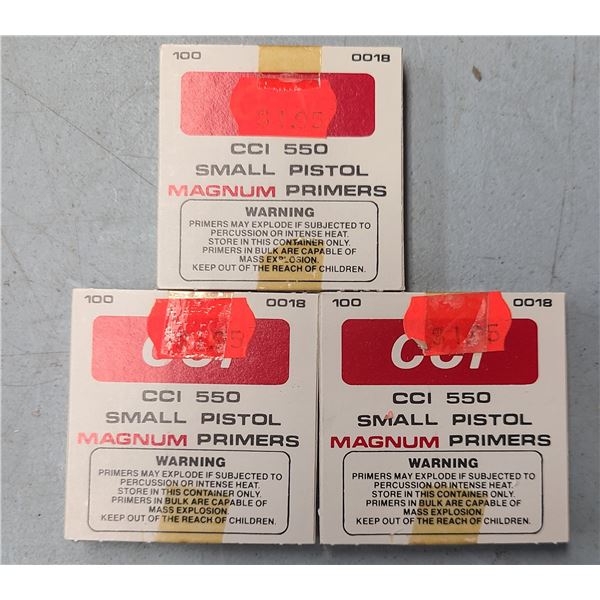 100 0018
$1.65
CCI 550
SMALL PISTOL
MAGNUM PRIMERS
WARNING
PRIMERS MAY EXPLODE IF SUBJECTED TO
PERCUSSION OR INTENSE HEAT.
STORE IN THIS CONTAINER ONLY.
PRIMERS IN BULK ARE CAPABLE OF
MASS EXPLOSION.
KEEP OUT OF THE REACH OF CHILDREN.
100 0018
CCI
CCI 550
SMALL PISTOL
MAGNUM PRIMERS
WARNING
PRIMERS MAY EXPLODE IF SUBJECTED TO
PERCUSSION OR INTENSE HEAT.
STORE IN THIS CONTAINER ONLY.
PRIMERS IN BULK ARE CAPABLE OF
MASS EXPLOSION.
KEEP OUT OF THE REACH OF CHILDREN.
100 0018
CCI
CCI 550
SMALL PISTOL
MAGNUM PRIMERS
WARNING
PRIMERS MAY EXPLODE IF SUBJECTED TO
PERCUSSION OR INTENSE HEAT.
STORE IN THIS CONTAINER ONLY.
PRIMERS IN BULK ARE CAPABLE OF
MASS EXPLOSION.
KEEP OUT OF THE REACH OF CHILDREN.